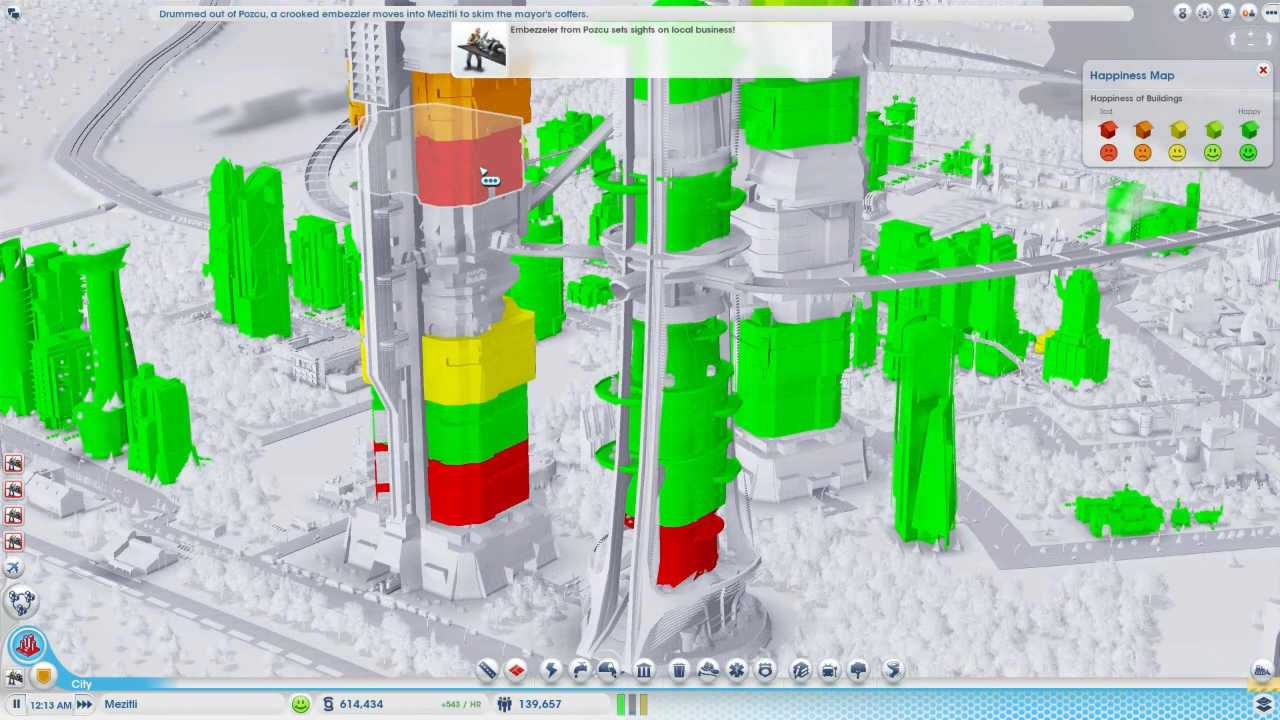 Drummed out of Pozcu, a crooked embezzler moves into Mezitli to skim the mayor's coffers.
Embezzeler from Pozcu sets sights on local business!
Happiness Map
Happiness of Buildings
Sad Happy
City
12:13 AM Mezitli 614,434 +543 / HR 139,657